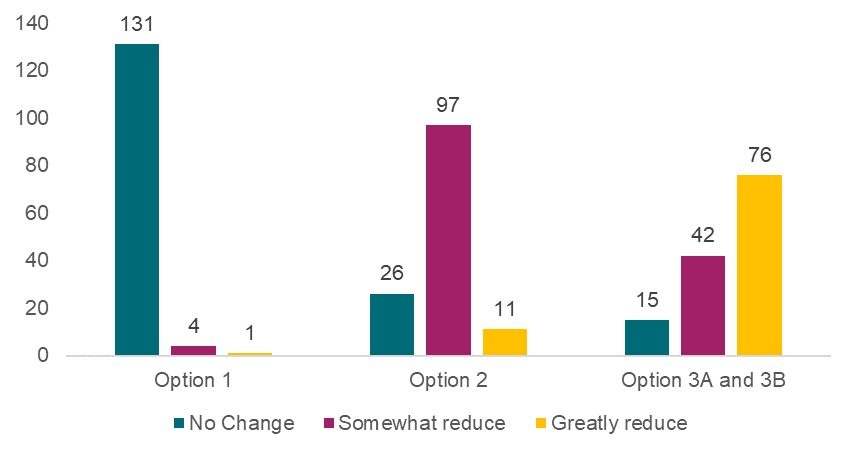 140
120
100
80
60
40
20
0
131
4
1
26
97
11
15
42
76
Option 1
Option 2
Option 3A and 3B
No Change
Somewhat reduce
Greatly reduce